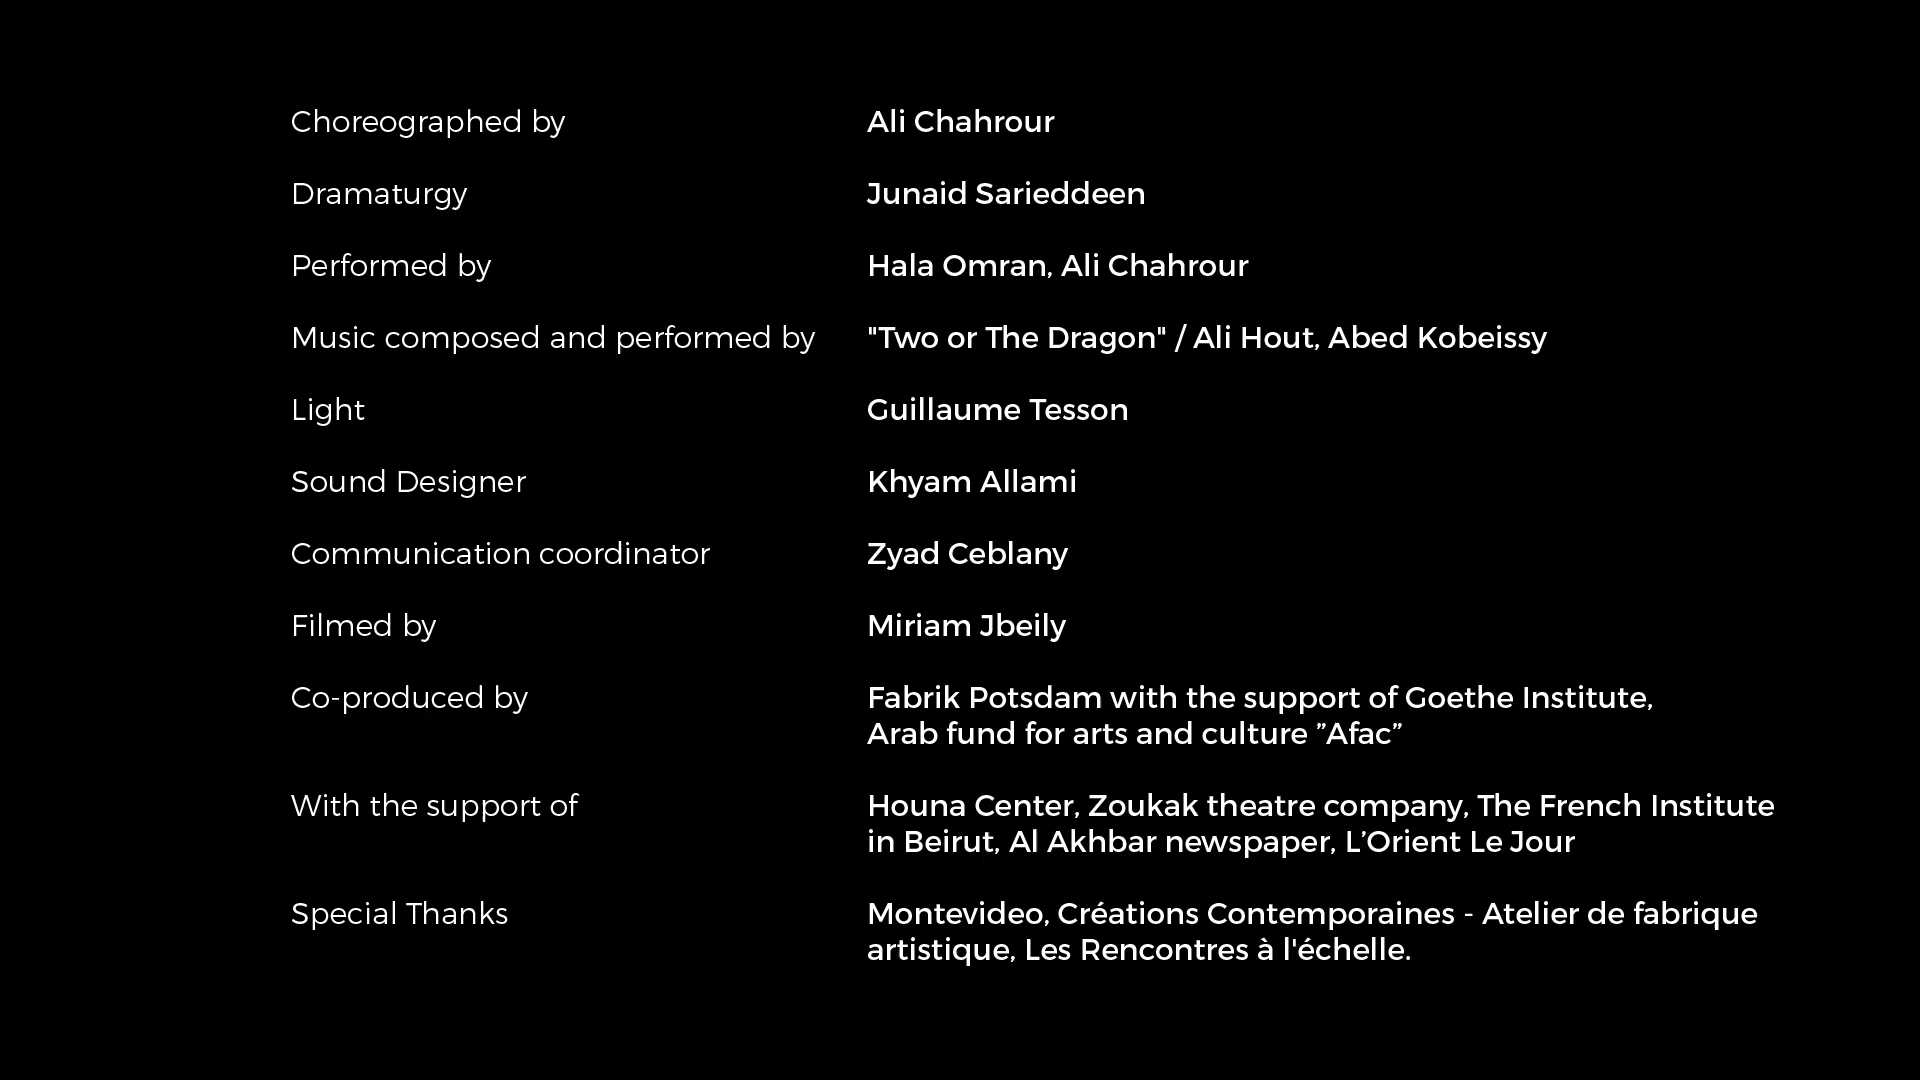 Choreographed by Ali Chahrour
Dramaturgy Junaid Sarieddeen
Performed by Hala Omran, Ali Chahrour
Music composed and performed by "Two or The Dragon" / Ali Hout, Abed Kobeissy
Light Guillaume Tesson
Sound Designer Khyam Allami
Communication coordinator Zyad Ceblany
Filmed by Miriam Jbeily
Co-produced by Fabrik Potsdam with the support of Goethe Institute,
Arab fund for arts and culture ”Afac”
With the support of Houna Center, Zoukak theatre company, The French Institute
in Beirut, Al Akhbar newspaper, L’Orient Le Jour
Special Thanks Montevideo, Créations Contemporaines - Atelier de fabrique
artistique, Les Rencontres à l'échelle.